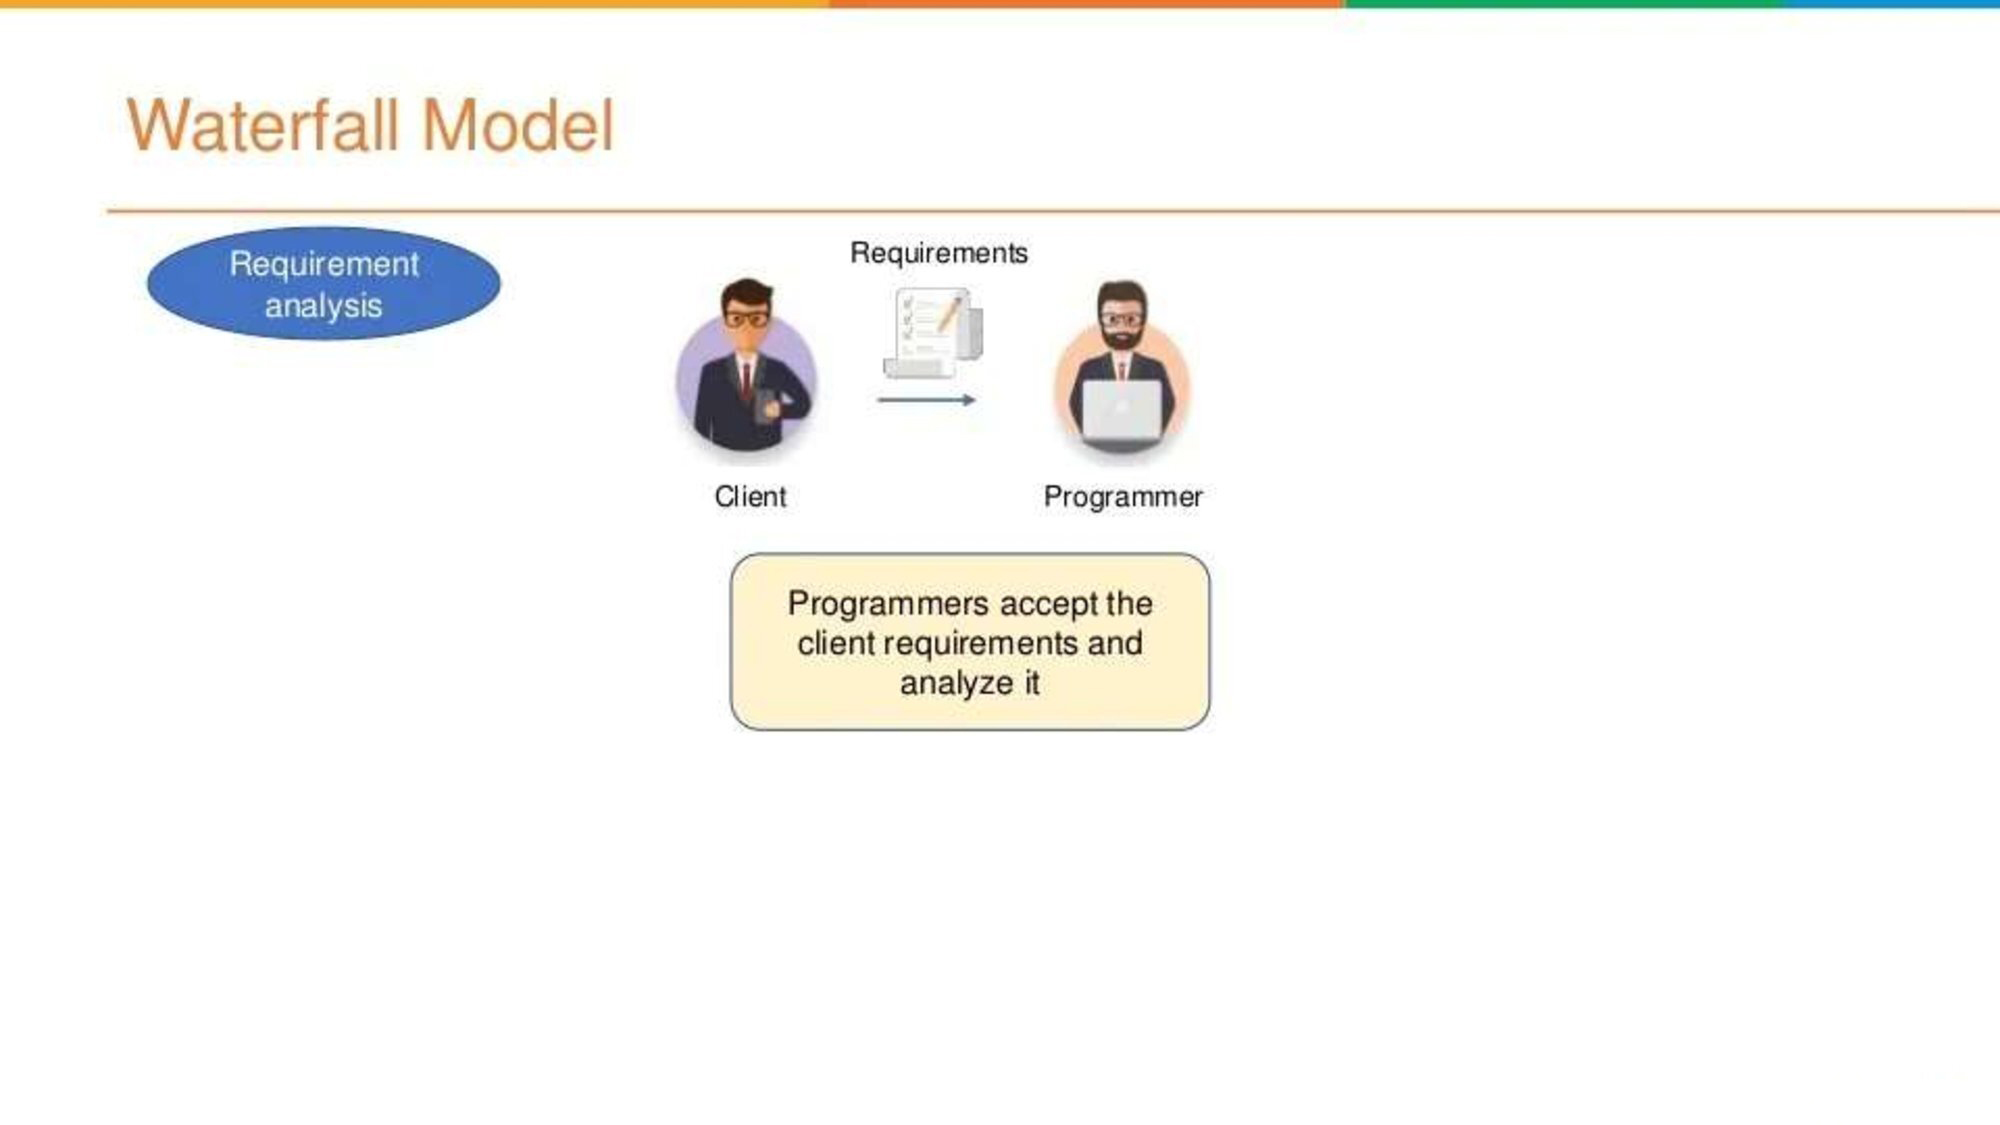 Waterfall Model
Requirement
analysis
Requirements
Client
Programmer
Programmers accept the
client requirements and
analyze it